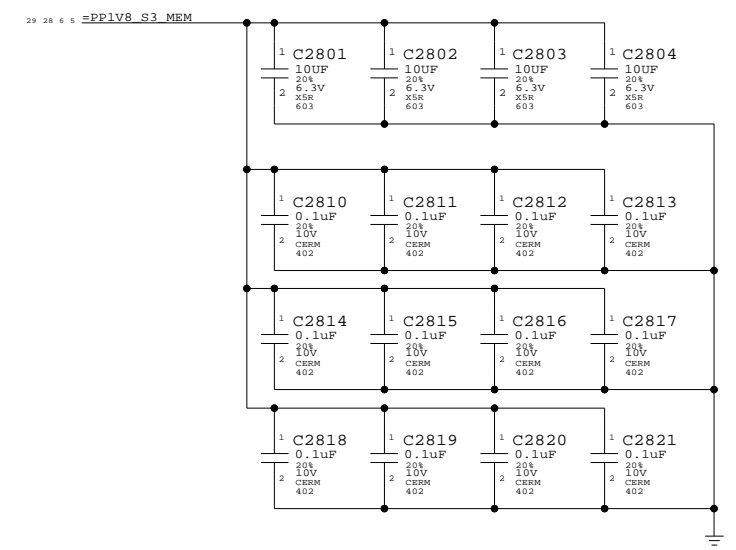 29 28 6 5 =PP1V8_S3_MEM
1 C2801 1 C2802 1 C2803 1 C2804
10UF 10UF 10UF 10UF
20% 20% 20% 20%
2 6.3V 2 6.3V 2 6.3V 2 6.3V
X5R X5R X5R X5R
603 603 603 603
1 C2810 1 C2811 1 C2812 1 C2813
0.1uF 0.1uF 0.1uF 0.1uF
20% 20% 20% 20%
2 10V 2 10V 2 10V 2 10V
CERM CERM CERM CERM
402 402 402 402
1 C2814 1 C2815 1 C2816 1 C2817
0.1uF 0.1uF 0.1uF 0.1uF
20% 20% 20% 20%
2 10V 2 10V 2 10V 2 10V
CERM CERM CERM CERM
402 402 402 402
1 C2818 1 C2819 1 C2820 1 C2821
0.1uF 0.1uF 0.1uF 0.1uF
20% 20% 20% 20%
2 10V 2 10V 2 10V 2 10V
CERM CERM CERM CERM
402 402 402 402